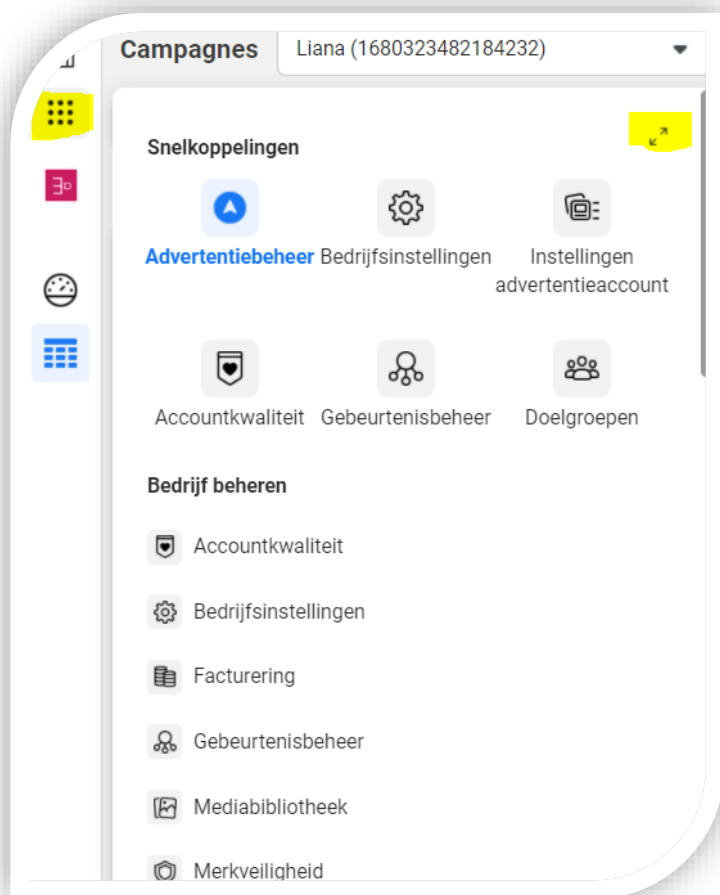 Campagnes
Liana (1680323482184232)
Snelkoppelingen
Advertentiebeheer
Bedrijfsinstellingen
Instellingen
advertentieaccount
Accountkwaliteit
Gebeurtenisbeheer
Doelgroepen
Bedrijf beheren
Accountkwaliteit
Bedrijfsinstellingen
Facturering
Gebeurtenisbeheer
Mediabibliotheek
Merkveiligheid